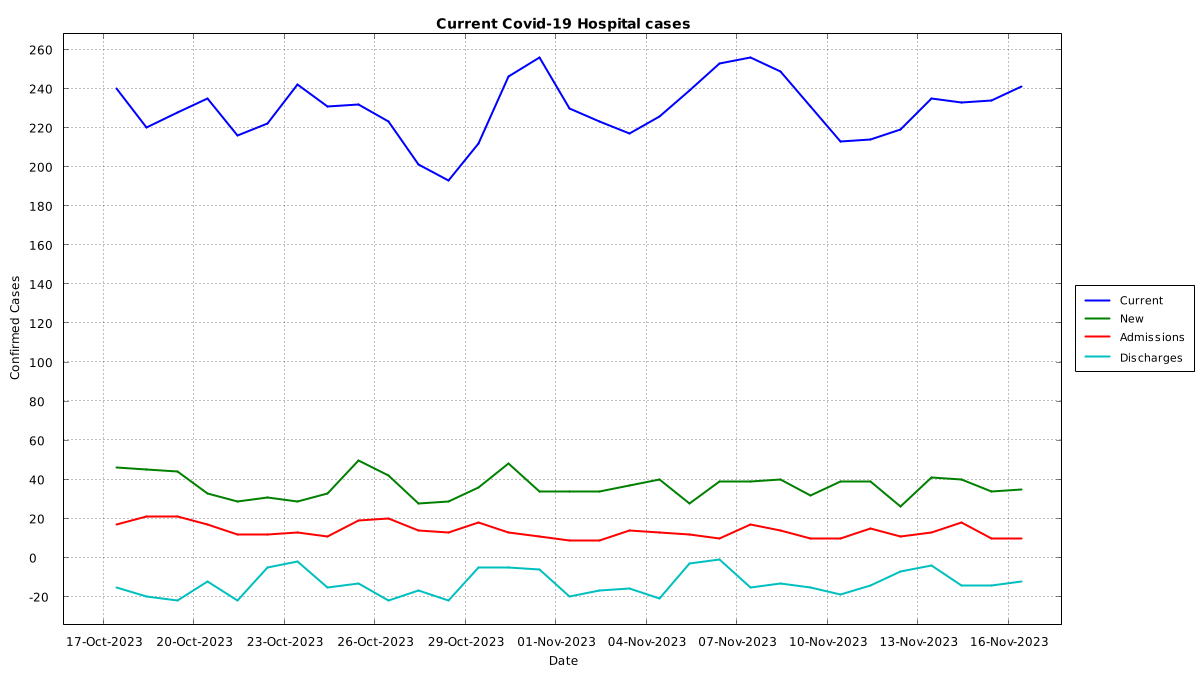 Current Covid-19 Hospital cases
260
240
220
200
180
160
140
120
100
80
60
40
20
0
-20
Confirmed Cases
17-Oct-2023 20-Oct-2023 23-Oct-2023 26-Oct-2023 29-Oct-2023 01-Nov-2023 04-Nov-2023 07-Nov-2023 10-Nov-2023 13-Nov-2023 16-Nov-2023
Date
Current
New
Admissions
Discharges